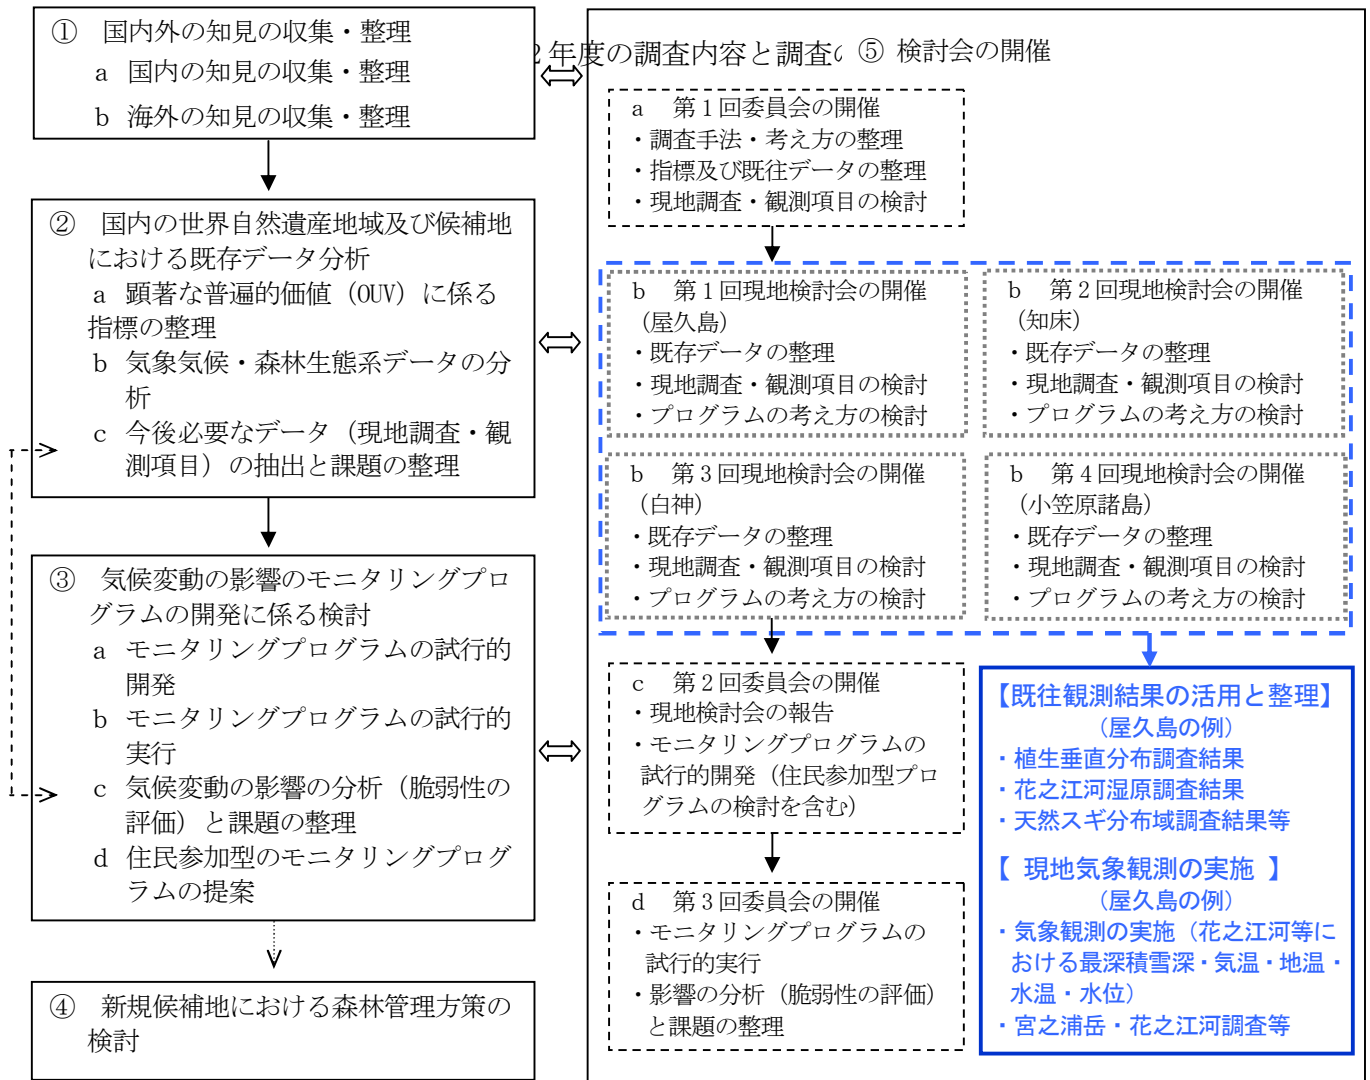 ① 国内外の知見の収集・整理
a 国内の知見の収集・整理
b 海外の知見の収集・整理
② 国内の世界自然遺産地域及び候補地
における既存データ分析
a 顕著な普遍的価値（OUV）に係る
指標の整理
b 気象気候・森林生態系データの分
析
c 今後必要なデータ（現地調査・観
測項目）の抽出と課題の整理
③ 気候変動の影響のモニタリングプロ
グラムの開発に係る検討
a モニタリングプログラムの試行的
開発
b モニタリングプログラムの試行的
実行
c 気候変動の影響の分析（脆弱性の
評価）と課題の整理
d 住民参加型のモニタリングプログ
ラムの提案
④ 新規候補地における森林管理方策の
検討
年度の調査内容と調査
⑤ 検討会の開催
a 第1回委員会の開催
・調査手法・考え方の整理
・指標及び既往データの整理
・現地調査・観測項目の検討
b 第1回現地検討会の開催
（屋久島）
・既存データの整理
・現地調査・観測項目の検討
・プログラムの考え方の検討
b 第2回現地検討会の開催
（知床）
・既存データの整理
・現地調査・観測項目の検討
・プログラムの考え方の検討
b 第3回現地検討会の開催
（白神）
・既存データの整理
・現地調査・観測項目の検討
・プログラムの考え方の検討
b 第4回現地検討会の開催
（小笠原諸島）
・既存データの整理
・現地調査・観測項目の検討
・プログラムの考え方の検討
c 第2回委員会の開催
・現地検討会の報告
・モニタリングプログラムの
試行的開発（住民参加型プロ
グラムの検討を含む）
d 第3回委員会の開催
・モニタリングプログラムの
試行的実行
・影響の分析（脆弱性の評価）
と課題の整理
【既往観測結果の活用と整理】
（屋久島の例）
・植生垂直分布調査結果
・花之江河湿原調査結果
・天然スギ分布域調査結果等
【 現地気象観測の実施 】
（屋久島の例）
・気象観測の実施（花之江河等に
おける最深積雪深・気温・地温・
水温・水位）
・宮之浦岳・花之江河調査等